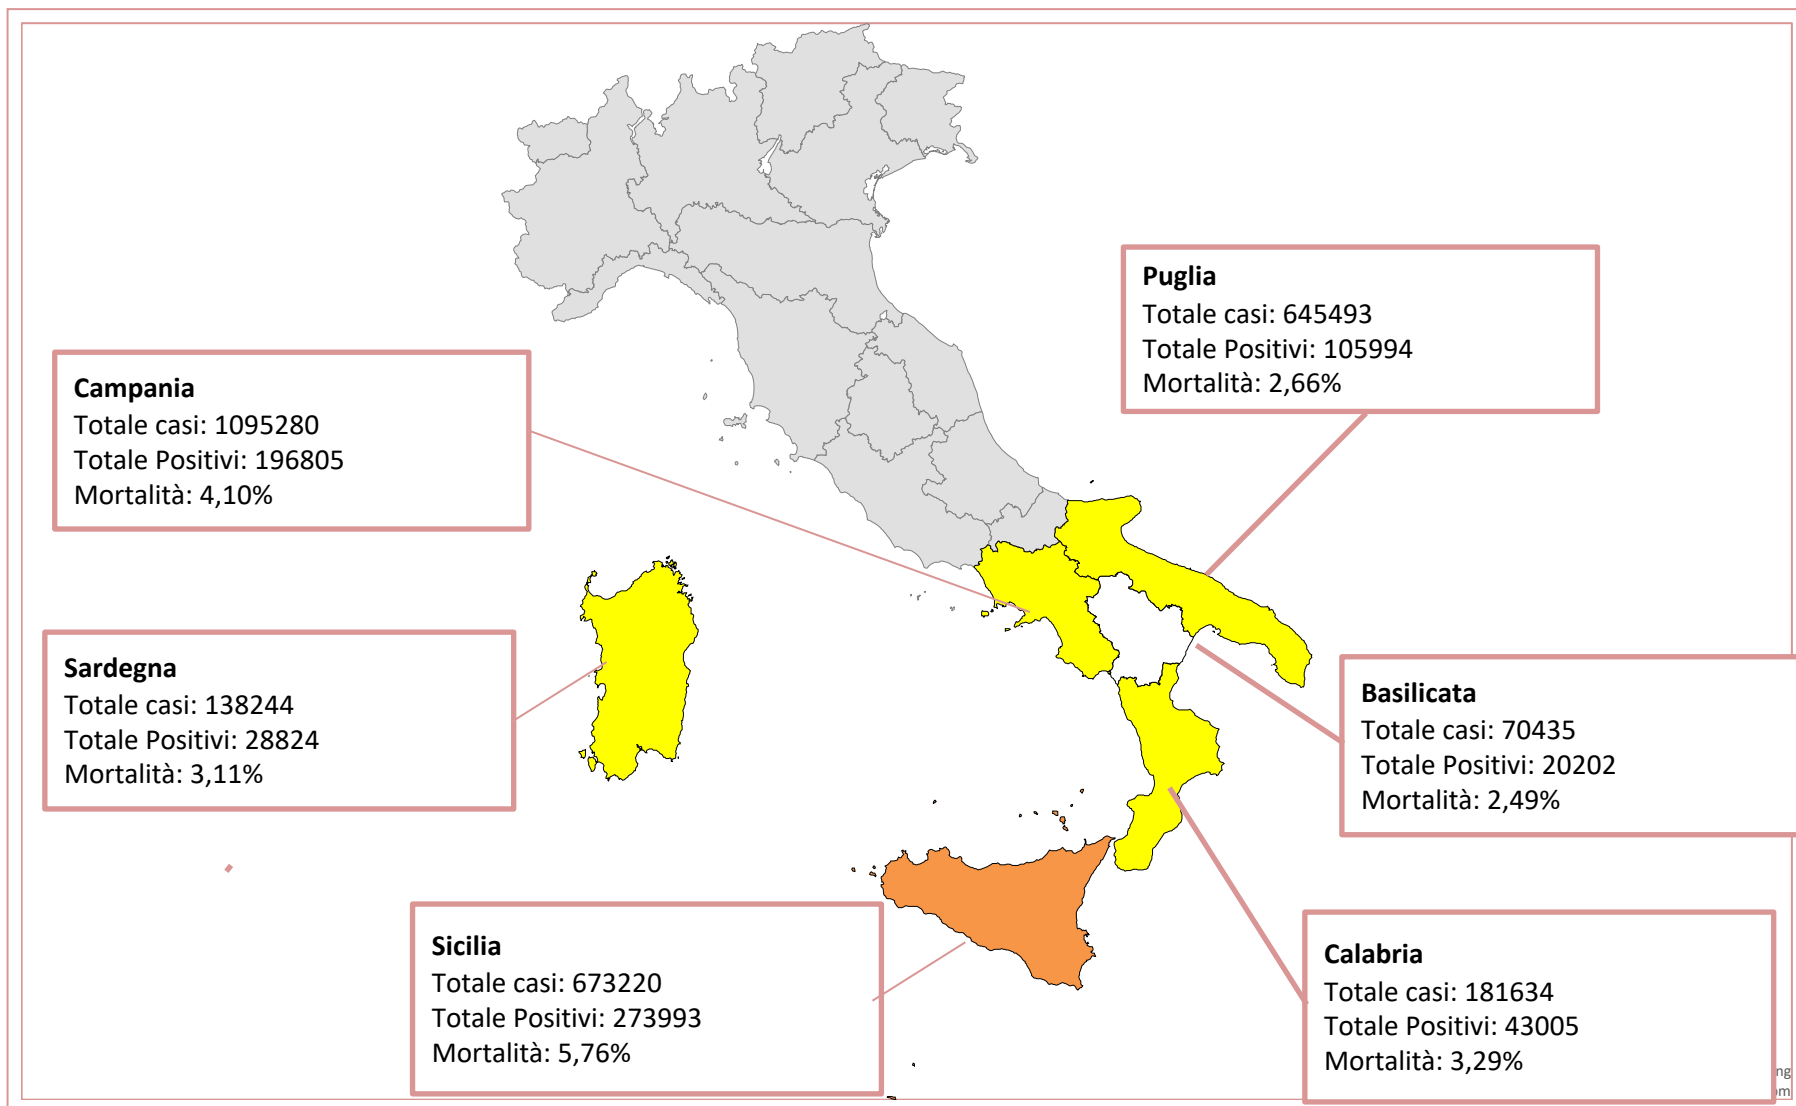 Puglia
Totale casi: 645493
Totale Positivi: 105994
Mortalità: 2,66%
Campania
Totale casi: 1095280
Totale Positivi: 196805
Mortalità: 4,10%
Sardegna
Totale casi: 138244
Totale Positivi: 28824
Mortalità: 3,11%
Basilicata
Totale casi: 70435
Totale Positivi: 20202
Mortalità: 2,49%
Sicilia
Totale casi: 673220
Totale Positivi: 273993
Mortalità: 5,76%
Calabria
Totale casi: 181634
Totale Positivi: 43005
Mortalità: 3,29%